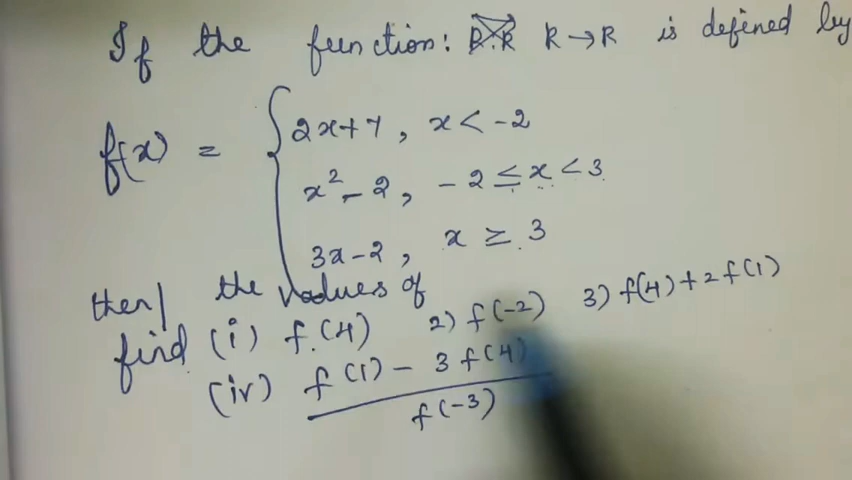 If the function: R→R is defined by
f(x) = { 2x+7, x < -2
x² - 2, -2 ≤ x < 3
3x-2, x ≥ 3
then the values of
find (i) f(4) 2) f(-2) 3) f(4)+2f(1)
(iv) f(1) - 3f(4)
f(-3)